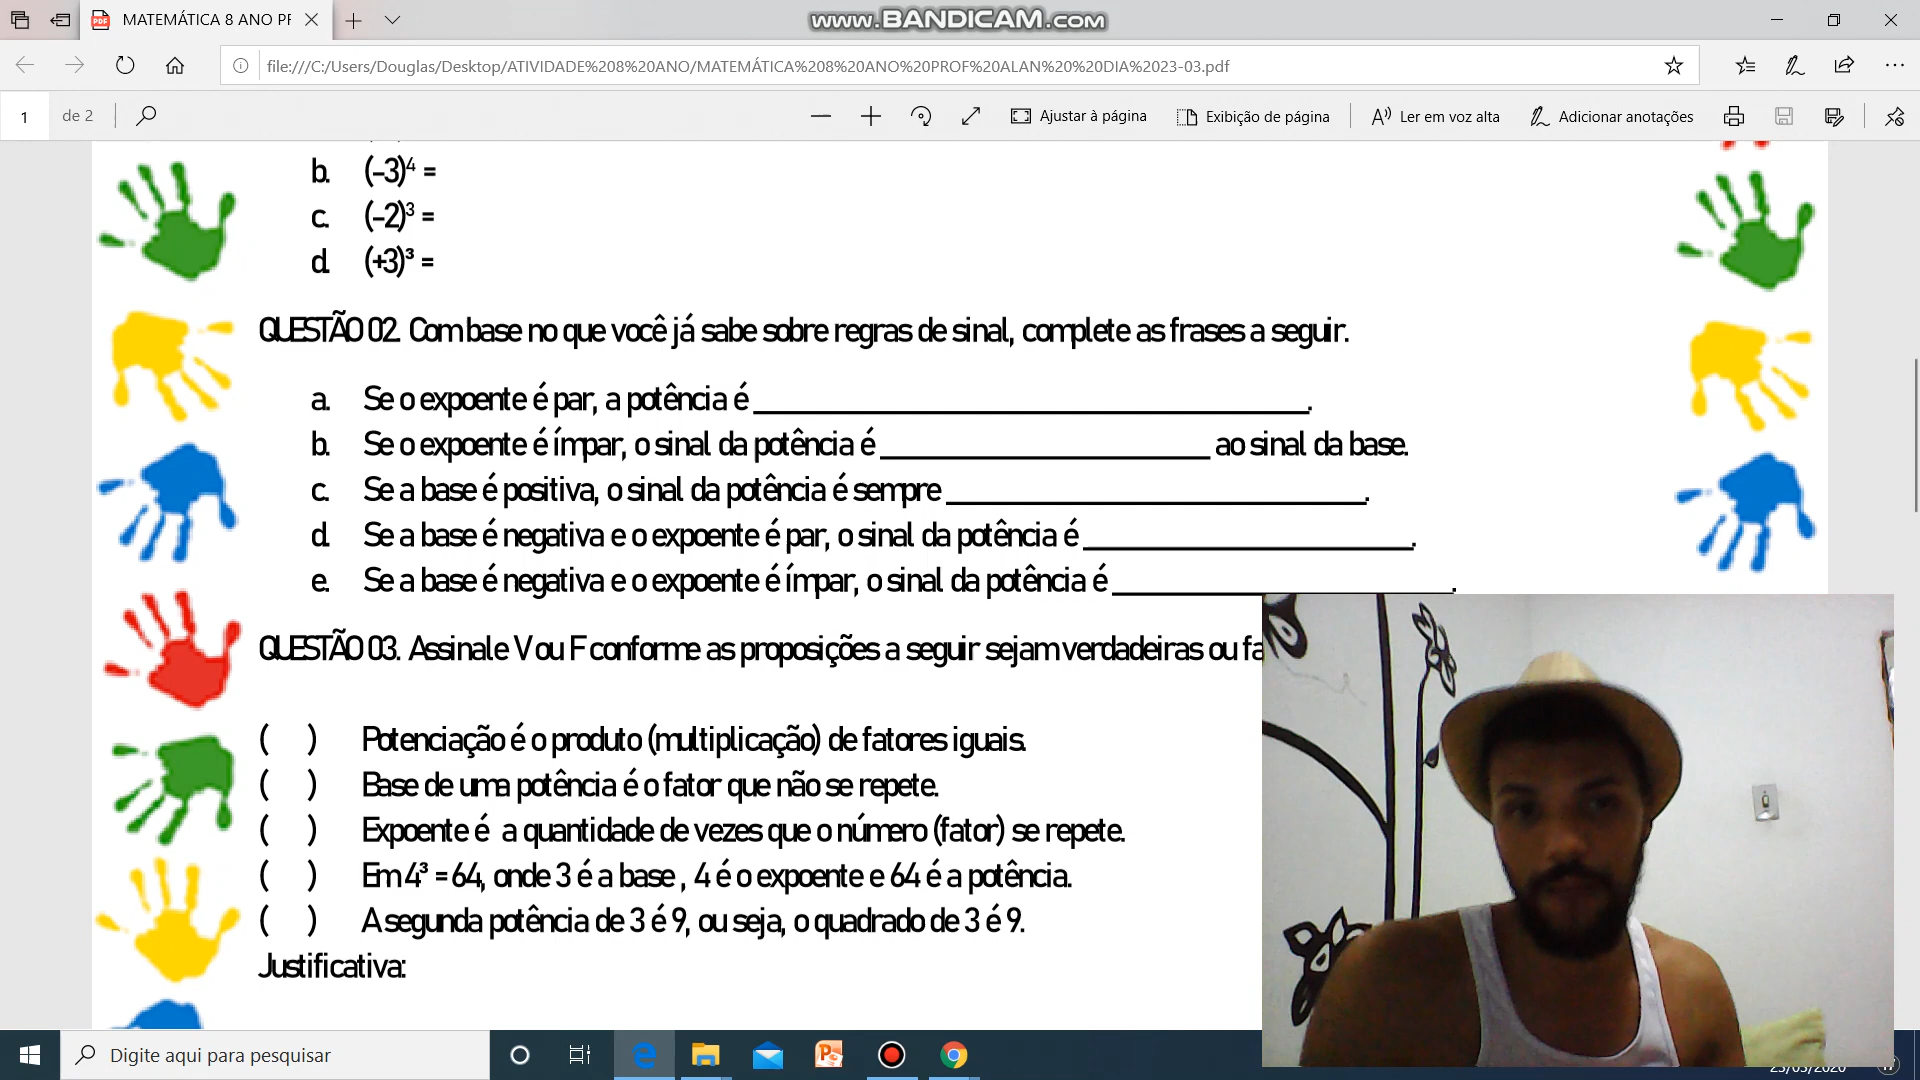 MATEMÁTICA 8 ANO PF
www.BANDICAM.com
file:///C:/Users/Douglas/Desktop/ATIVIDADE%208%20ANO/MATEMÁTICA%208%20ANO%20PROF%20ALAN%20%20DIA%2023-03.pdf
1 de 2
Ajustar à página
Exibição de página
Ler em voz alta
Adicionar anotações
b. (–3)⁴ =
c. (–2)³ =
d. (+3)³ =
QUESTÃO 02. Com base no que você já sabe sobre regras de sinal, complete as frases a seguir.
a. Se o expoente é par, a potência é ______________________________.
b. Se o expoente é ímpar, o sinal da potência é __________________ ao sinal da base.
c. Se a base é positiva, o sinal da potência é sempre _______________________.
d. Se a base é negativa e o expoente é par, o sinal da potência é __________________.
e. Se a base é negativa e o expoente é ímpar, o sinal da potência é ___________________.
QUESTÃO 03. Assinale V ou F conforme as proposições a seguir sejam verdadeiras ou fa
( ) Potenciação é o produto (multiplicação) de fatores iguais.
( ) Base de uma potência é o fator que não se repete.
( ) Expoente é a quantidade de vezes que o número (fator) se repete.
( ) Em 4³ = 64, onde 3 é a base , 4 é o expoente e 64 é a potência.
( ) A segunda potência de 3 é 9, ou seja, o quadrado de 3 é 9.
Justificativa:
Digite aqui para pesquisar